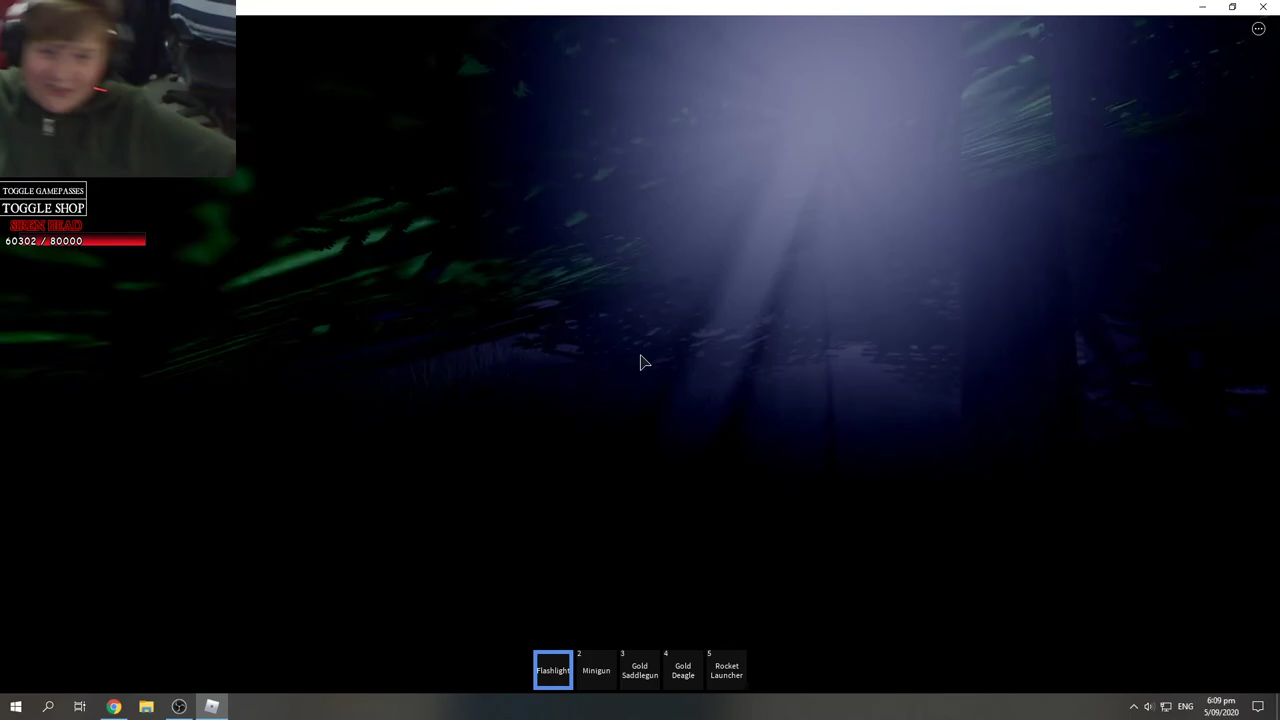 TOGGLE GAMEPASSES
TOGGLE SHOP
SIREN HEAD
60302 / 80000
Flashlight
2
Minigun
3
Gold
Saddlegun
4
Gold
Deagle
5
Rocket
Launcher
ENG
6:09 pm
5/09/2020